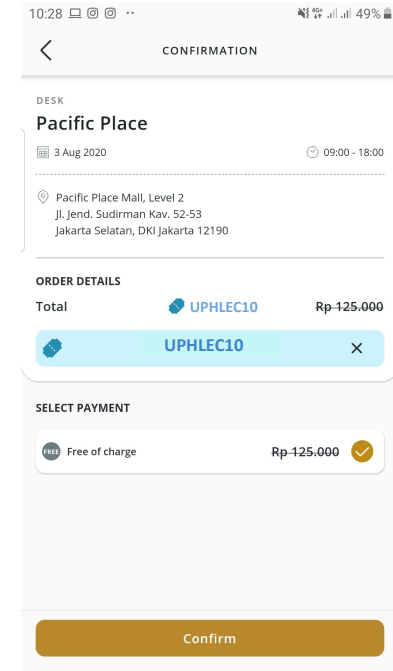 10:28
4G+
49%
CONFIRMATION
DESK
Pacific Place
3 Aug 2020
09:00 - 18:00
Pacific Place Mall, Level 2
Jl. Jend. Sudirman Kav. 52-53
Jakarta Selatan, DKI Jakarta 12190
ORDER DETAILS
Total UPHLEC10 Rp 125.000
UPHLEC10
SELECT PAYMENT
FREE Free of charge Rp 125.000
Confirm